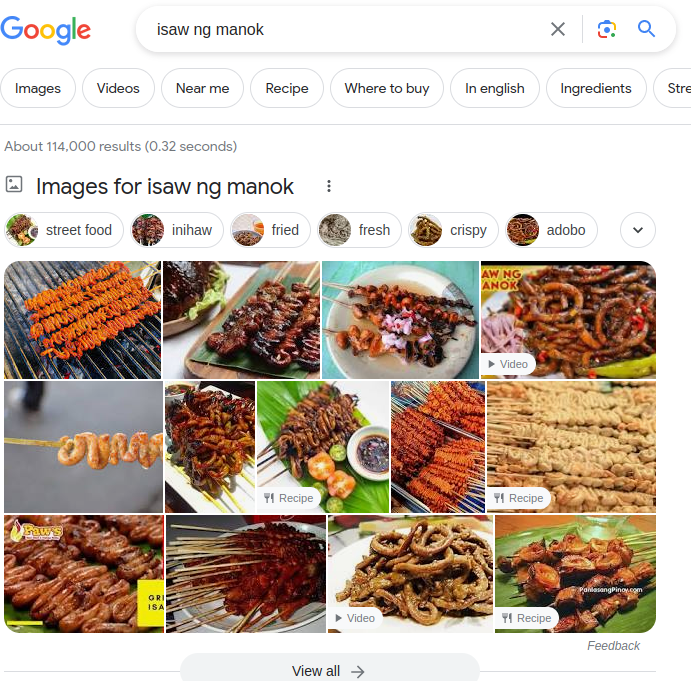 Google
isaw ng manok
Images Videos Near me Recipe Where to buy In english Ingredients Stre
About 114,000 results (0.32 seconds)
Images for isaw ng manok
street food inihaw fried fresh crispy adobo
AW NG
ANOK
Video
Recipe
Recipe
Paw's
GRI
ISA
Video
PanlasangPinoy.com
Recipe
Feedback
View all